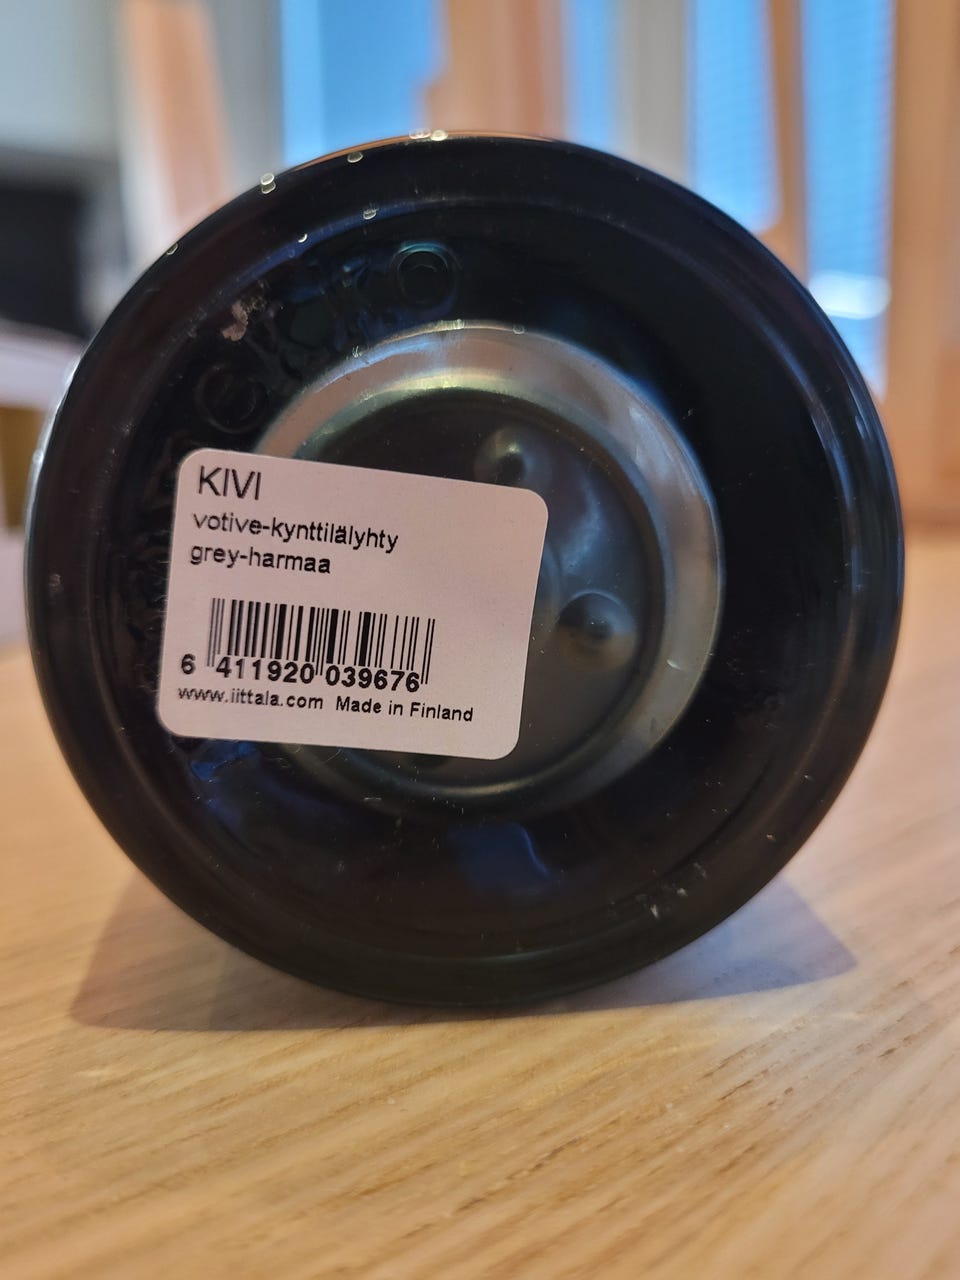 KIVI
votive-kynttilälyhty
grey-harmaa
6 411920 039676
www.iittala.com Made in Finland